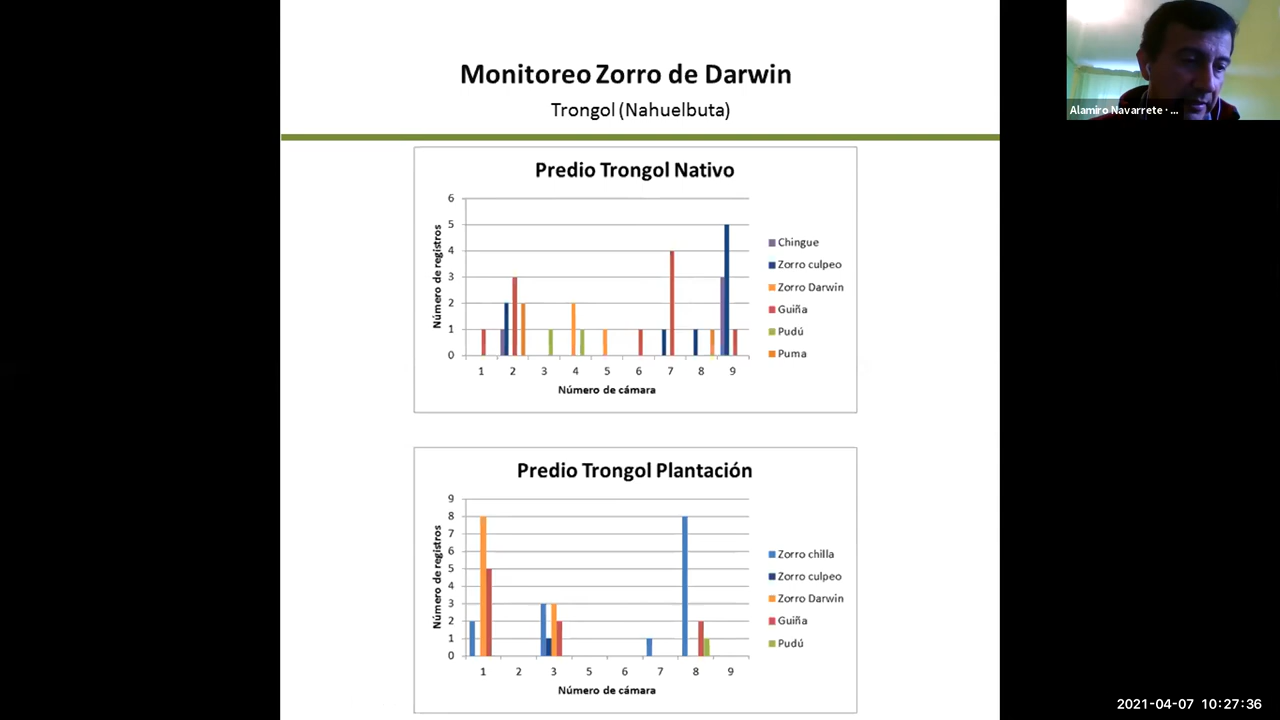 Monitoreo Zorro de Darwin
Trongol (Nahuelbuta)
Alamiro Navarrete · ...
Predio Trongol Nativo
Número de registros
6
5
4
3
2
1
0
1 2 3 4 5 6 7 8 9
Número de cámara
Chingue
Zorro culpeo
Zorro Darwin
Guiña
Pudú
Puma
Predio Trongol Plantación
Número de registros
9
8
7
6
5
4
3
2
1
0
1 2 3 5 6 7 8 9
Número de cámara
Zorro chilla
Zorro culpeo
Zorro Darwin
Guiña
Pudú
2021-04-07 10:27:36